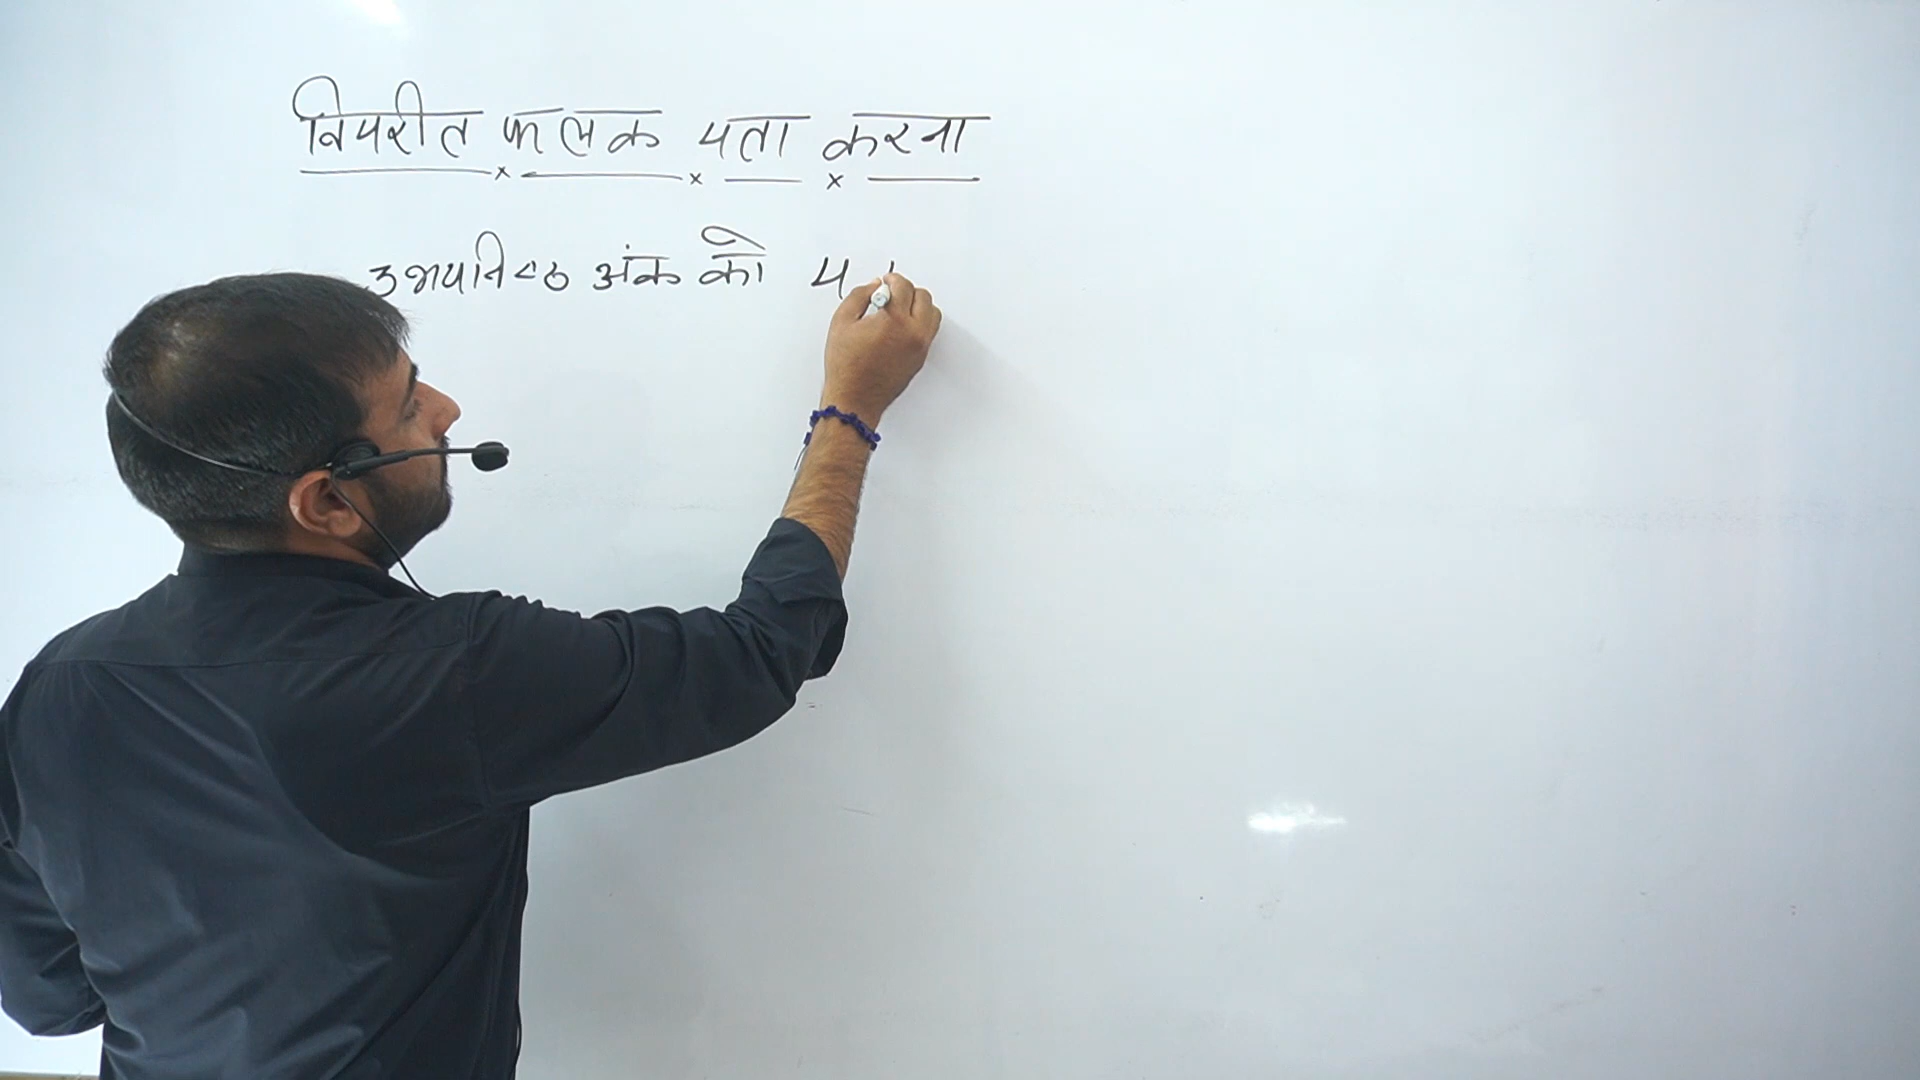 विपरीत फलक पता करना
उभयनिष्ठ अंक को